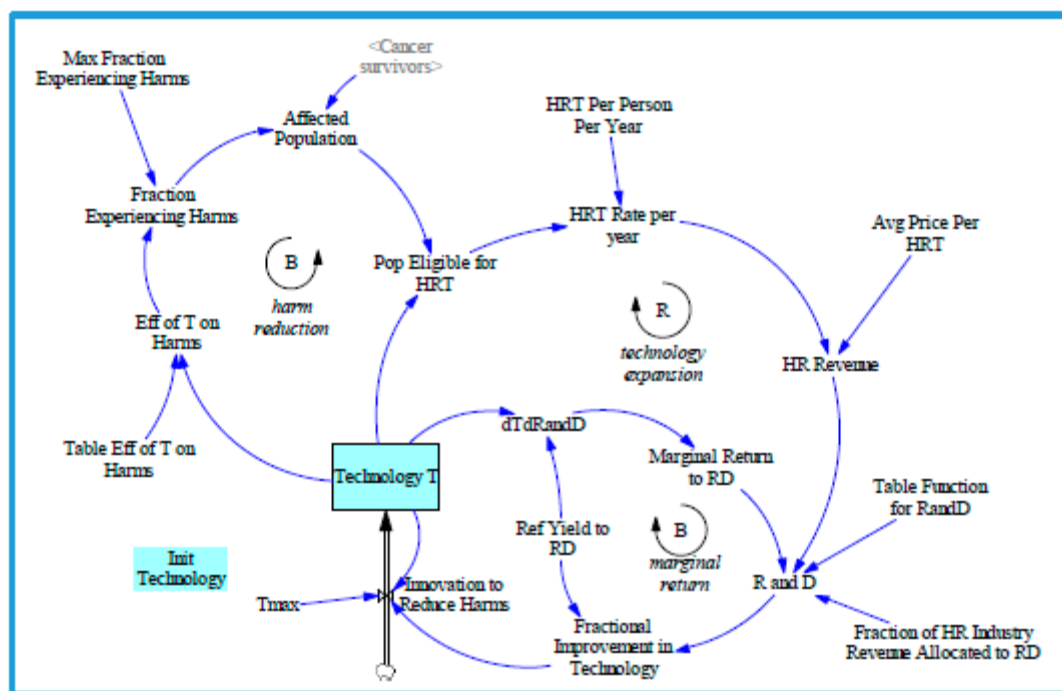 <Cancer
survivors>
Max Fraction
Experiencing Harms
Affected
Population
HRT Per Person
Per Year
Fraction
Experiencing Harms
HRT Rate per
year
Avg Price Per
HRT
B
harm
reduction
Pop Eligible for
HRT
Eff of T on
Harms
R
technology
expansion
HR Revenue
Table Eff of T on
Harms
dTdRandD
Technology T
Marginal Return
to RD
Table Function
for RandD
Ref Yield to
RD
B
marginal
return
Init
Technology
Tmax
Innovation to
Reduce Harms
R and D
Fractional
Improvement in
Technology
Fraction of HR Industry
Revenue Allocated to RD